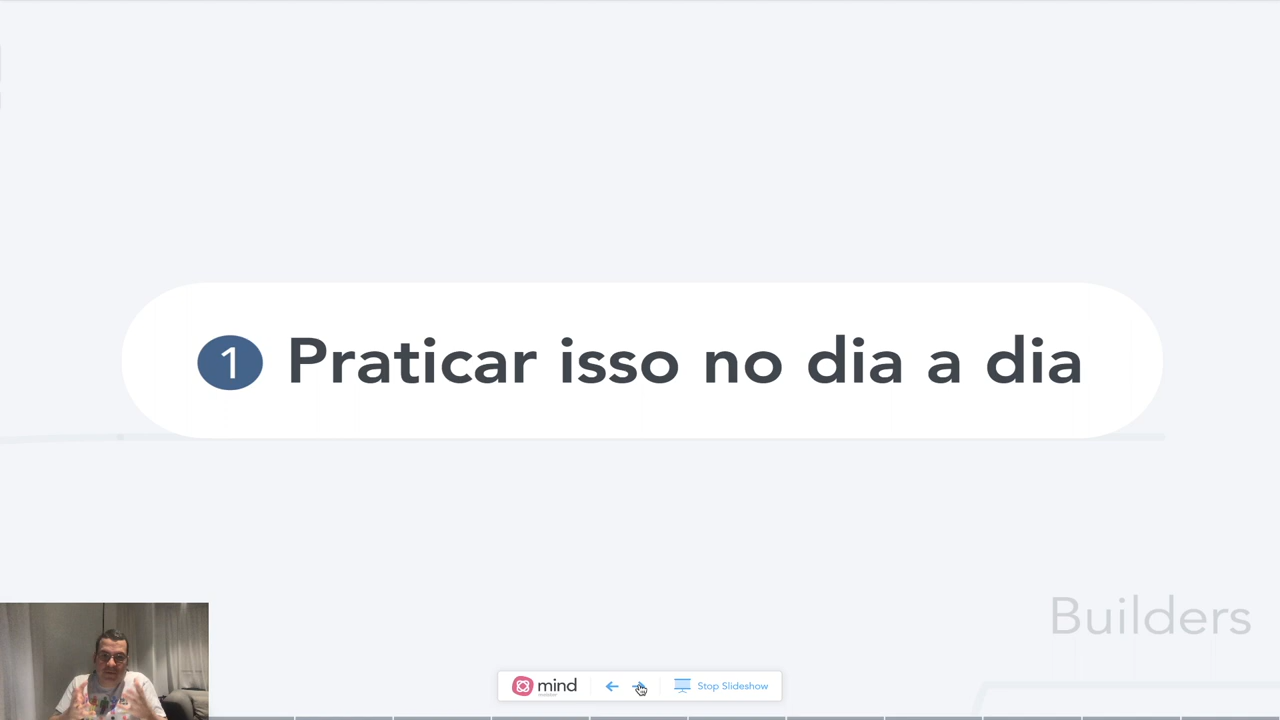 1 Praticar isso no dia a dia
Builders
mind Stop Slideshow